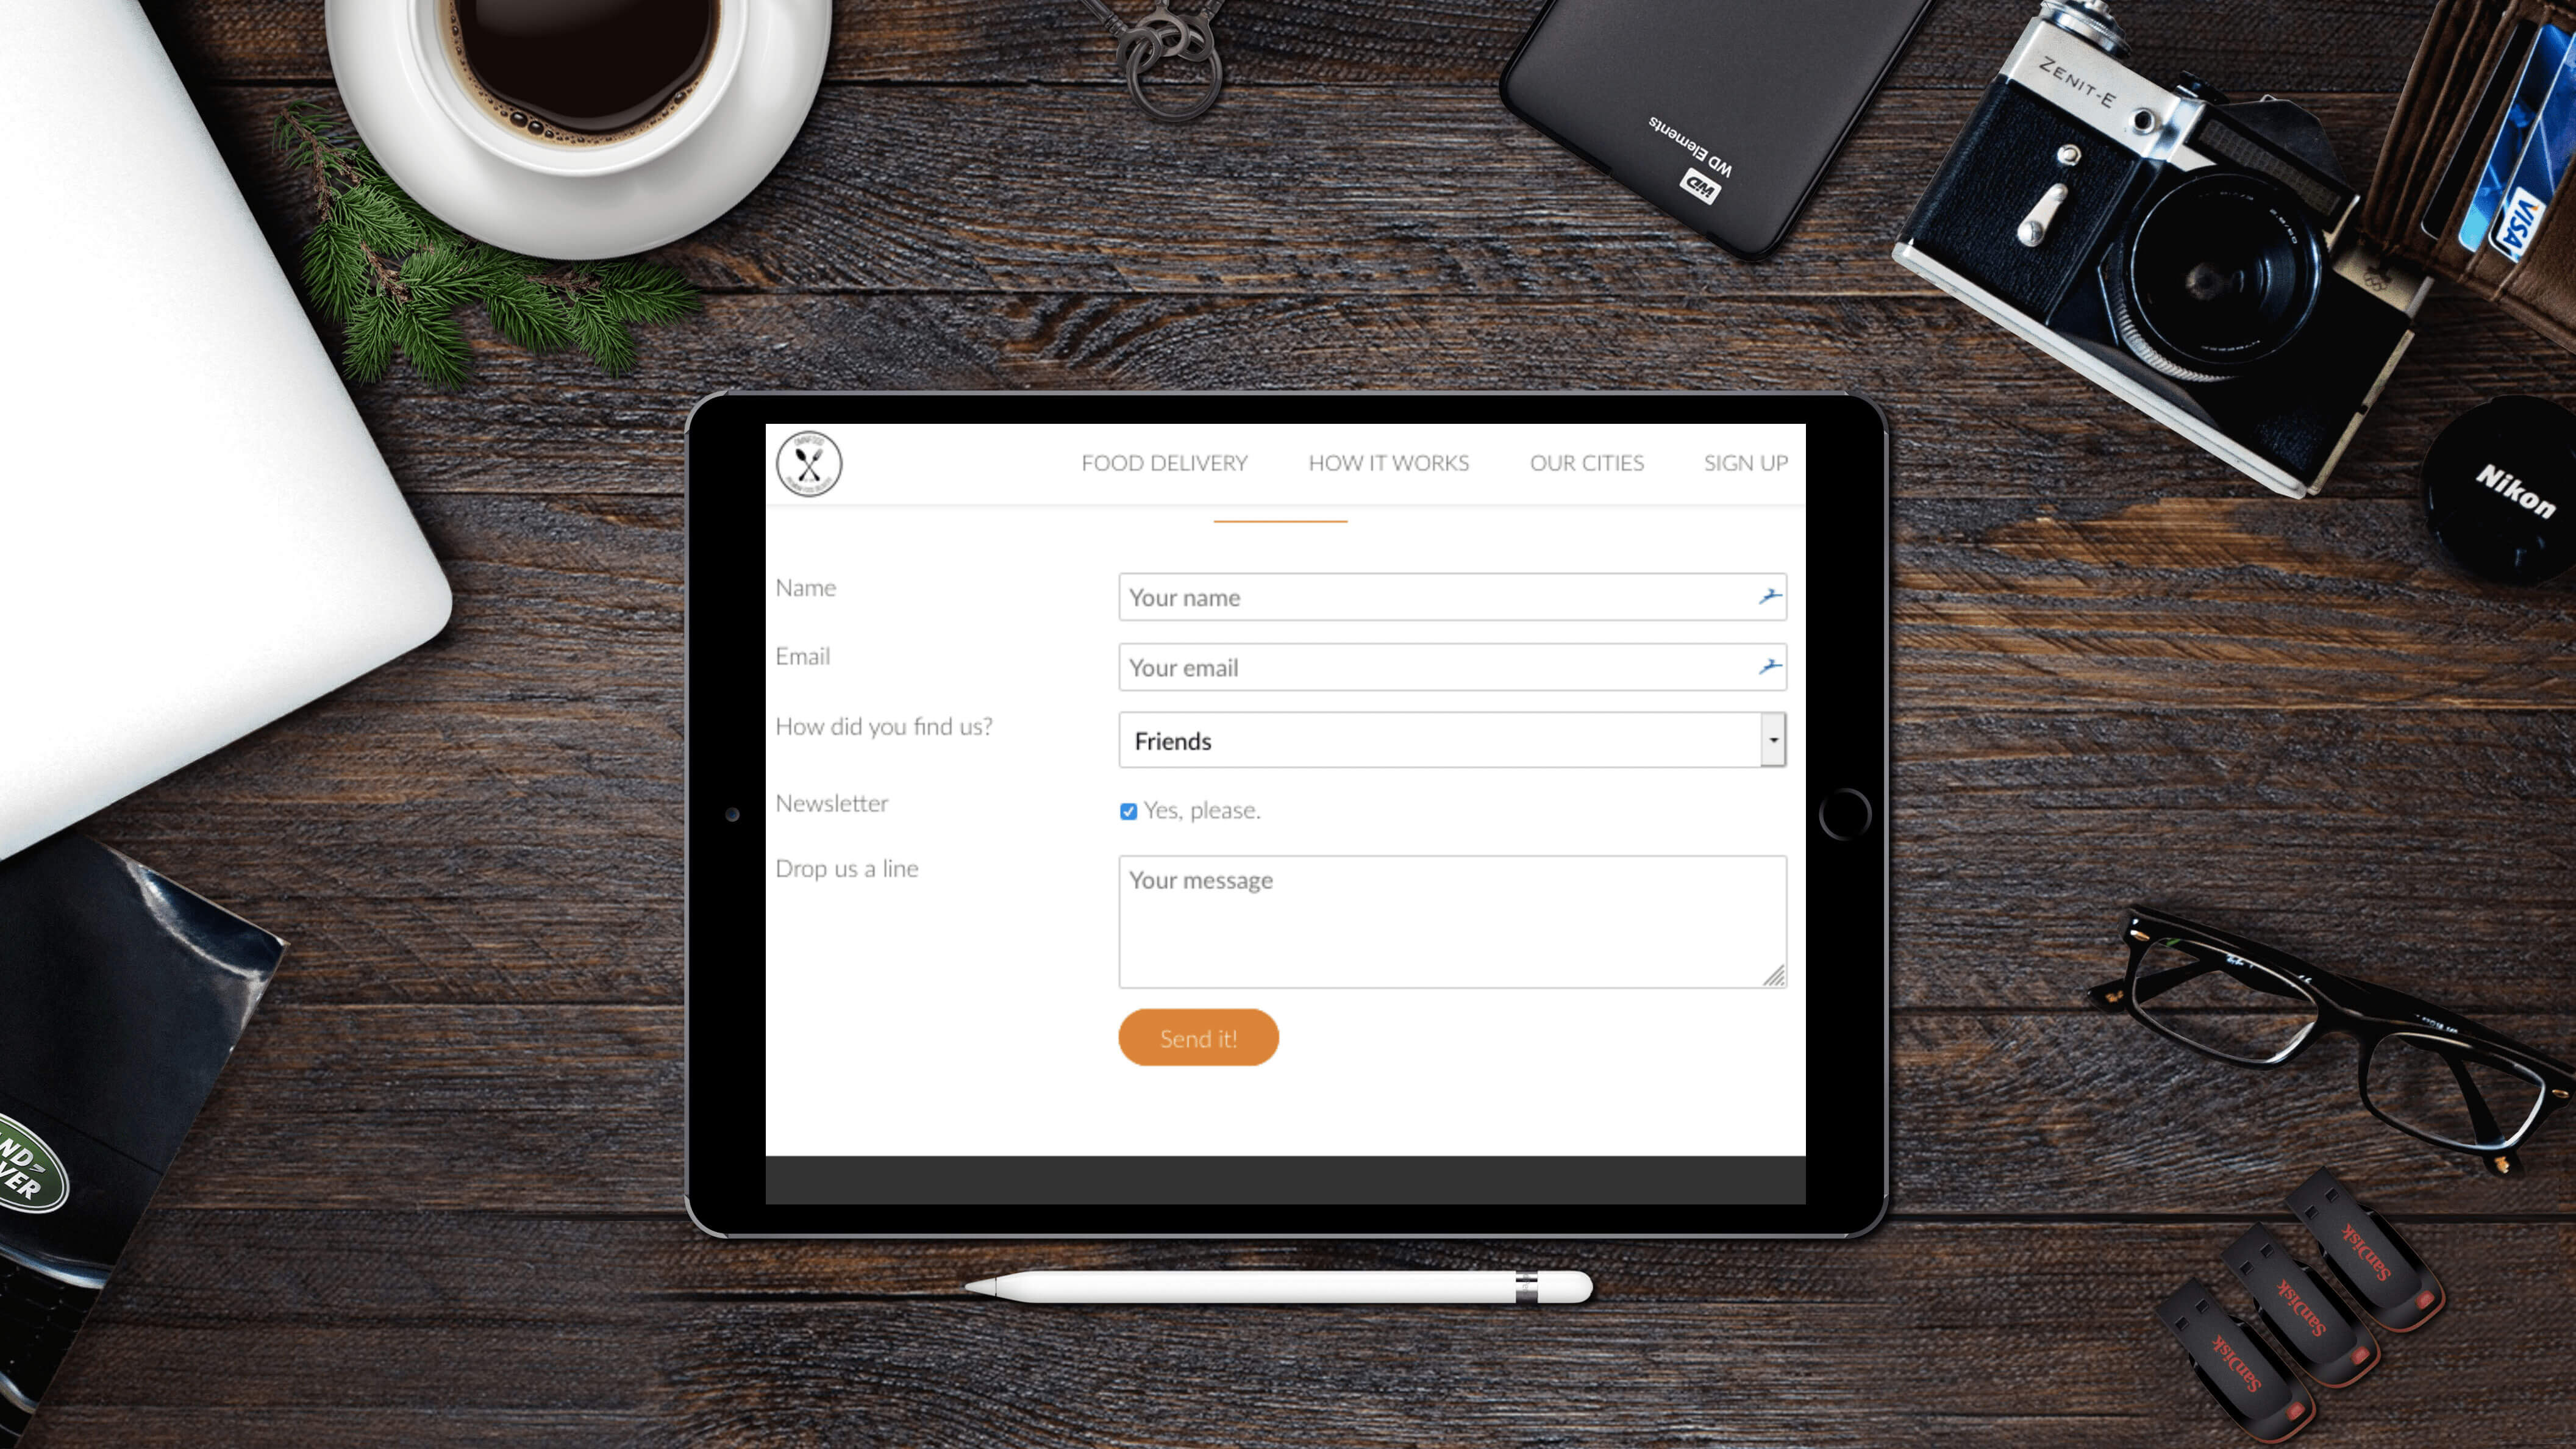 ZENIT-E
WD Elements
WD
VISA
Nikon
OMNIFOOD
FOOD DELIVERY
HOW IT WORKS
OUR CITIES
SIGN UP
Name
Your name
Email
Your email
How did you find us?
Friends
Newsletter
Yes, please.
Drop us a line
Your message
Send it!
SanDisk
SanDisk
SanDisk